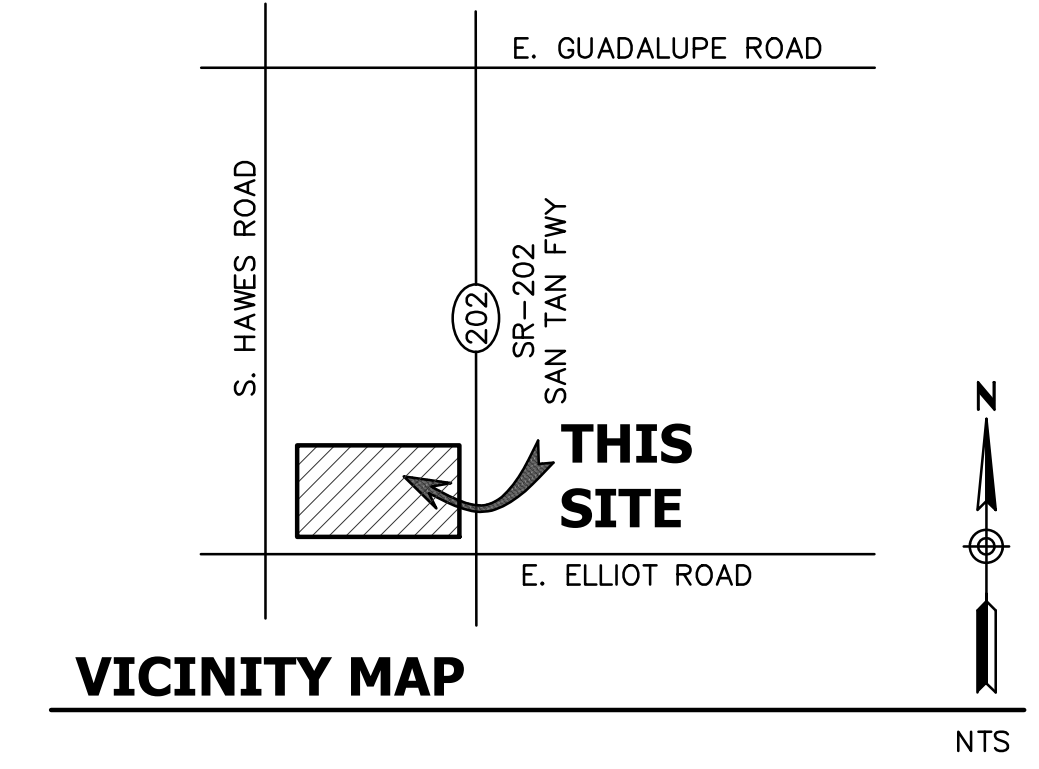 E. GUADALUPE ROAD
S. HAWES ROAD
202
SR-202
SAN TAN FWY
N
THIS
SITE
E. ELLIOT ROAD
VICINITY MAP
NTS